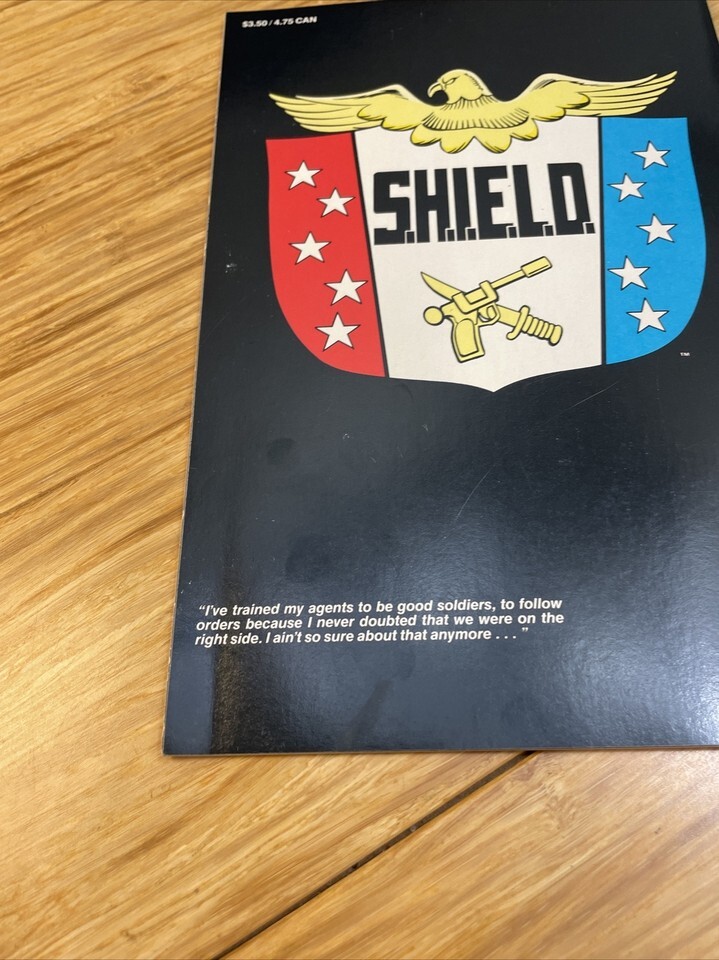 $3.50 / 4.75 CAN
S.H.I.E.L.D.
TM
"I've trained my agents to be good soldiers, to follow
orders because I never doubted that we were on the
right side. I ain't so sure about that anymore . . ."